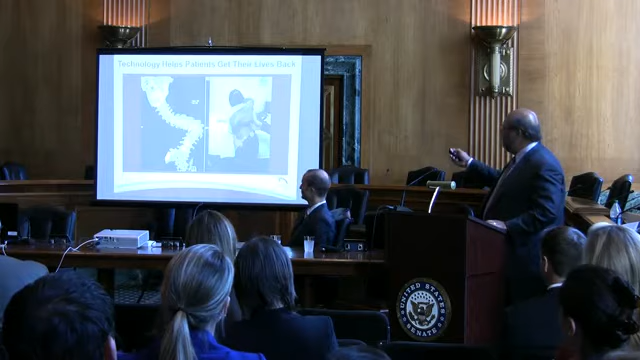 Technology Helps Patients Get Their Lives Back
UNITED STATES
SENATE